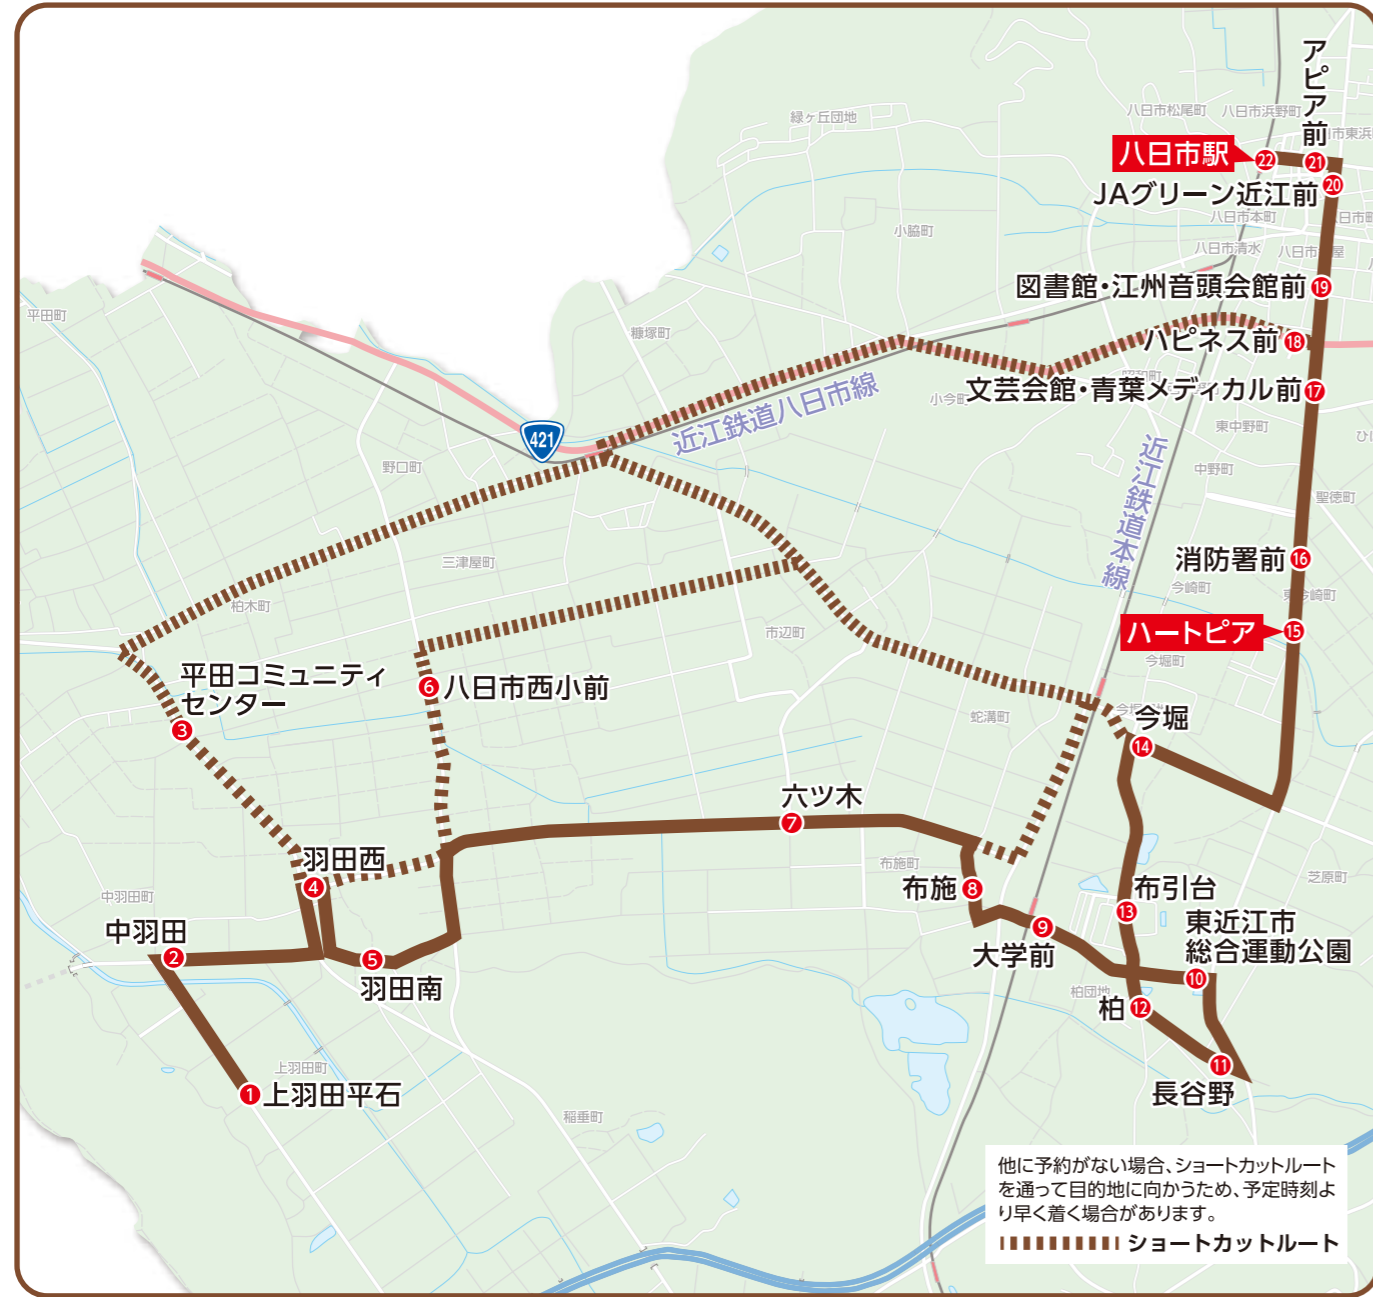 アピア前
八日市松尾町
八日市浜野町
緑ヶ丘団地
八日市駅
22
21
20
JAグリーン近江前
八日市本町
小脇町
八日市清水
図書館・江州音頭会館前
19
平田町
糠塚町
ハピネス前
18
近江鉄道八日市線
小今町
文芸会館・青葉メディカル前
17
東中野町
421
近江鉄道本線
野口町
中野町
聖徳町
三津屋町
消防署前
16
今崎町
柏木町
市辺町
ハートピア
15
今堀町
平田コミュニティ
センター
3
6
八日市西小前
蛇溝町
今堀
14
六ツ木
7
羽田西
4
布施町
芝原町
中羽田町
布施
8
布引台
13
東近江市
総合運動公園
10
中羽田
2
5
羽田南
9
大学前
柏団地
柏
12
上羽田町
11
長谷野
1
上羽田平石
稲垂町
他に予約がない場合、ショートカットルート
を通って目的地に向かうため、予定時刻よ
り早く着く場合があります。
ショートカットルート